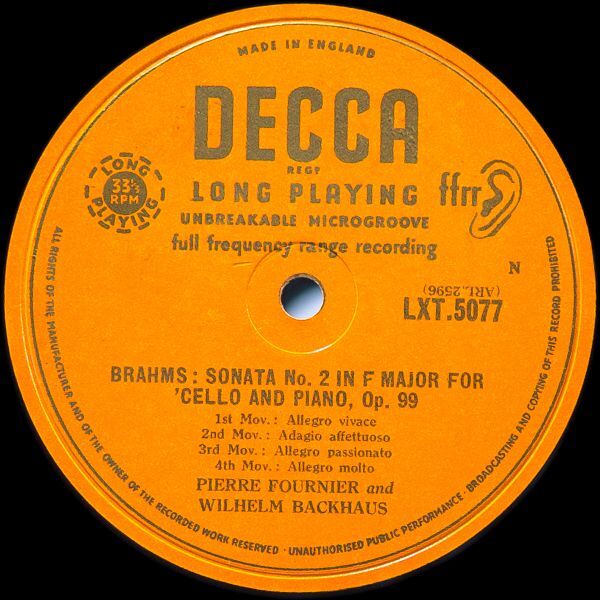 MADE IN ENGLAND
DECCA
REGD
LONG PLAYING
33⅓
RPM
LONG PLAYING
ffrr
UNBREAKABLE MICROGROOVE
full frequency range recording
N
(ARL.2596)
LXT.5077
BRAHMS : SONATA No. 2 IN F MAJOR FOR
'CELLO AND PIANO, Op. 99
1st Mov. : Allegro vivace
2nd Mov. : Adagio affettuoso
3rd Mov. : Allegro passionato
4th Mov. : Allegro molto
PIERRE FOURNIER and
WILHELM BACKHAUS
ALL RIGHTS OF THE MANUFACTURER AND OF THE OWNER OF THE RECORDED WORK RESERVED · UNAUTHORISED PUBLIC PERFORMANCE · BROADCASTING AND COPYING OF THIS RECORD PROHIBITED